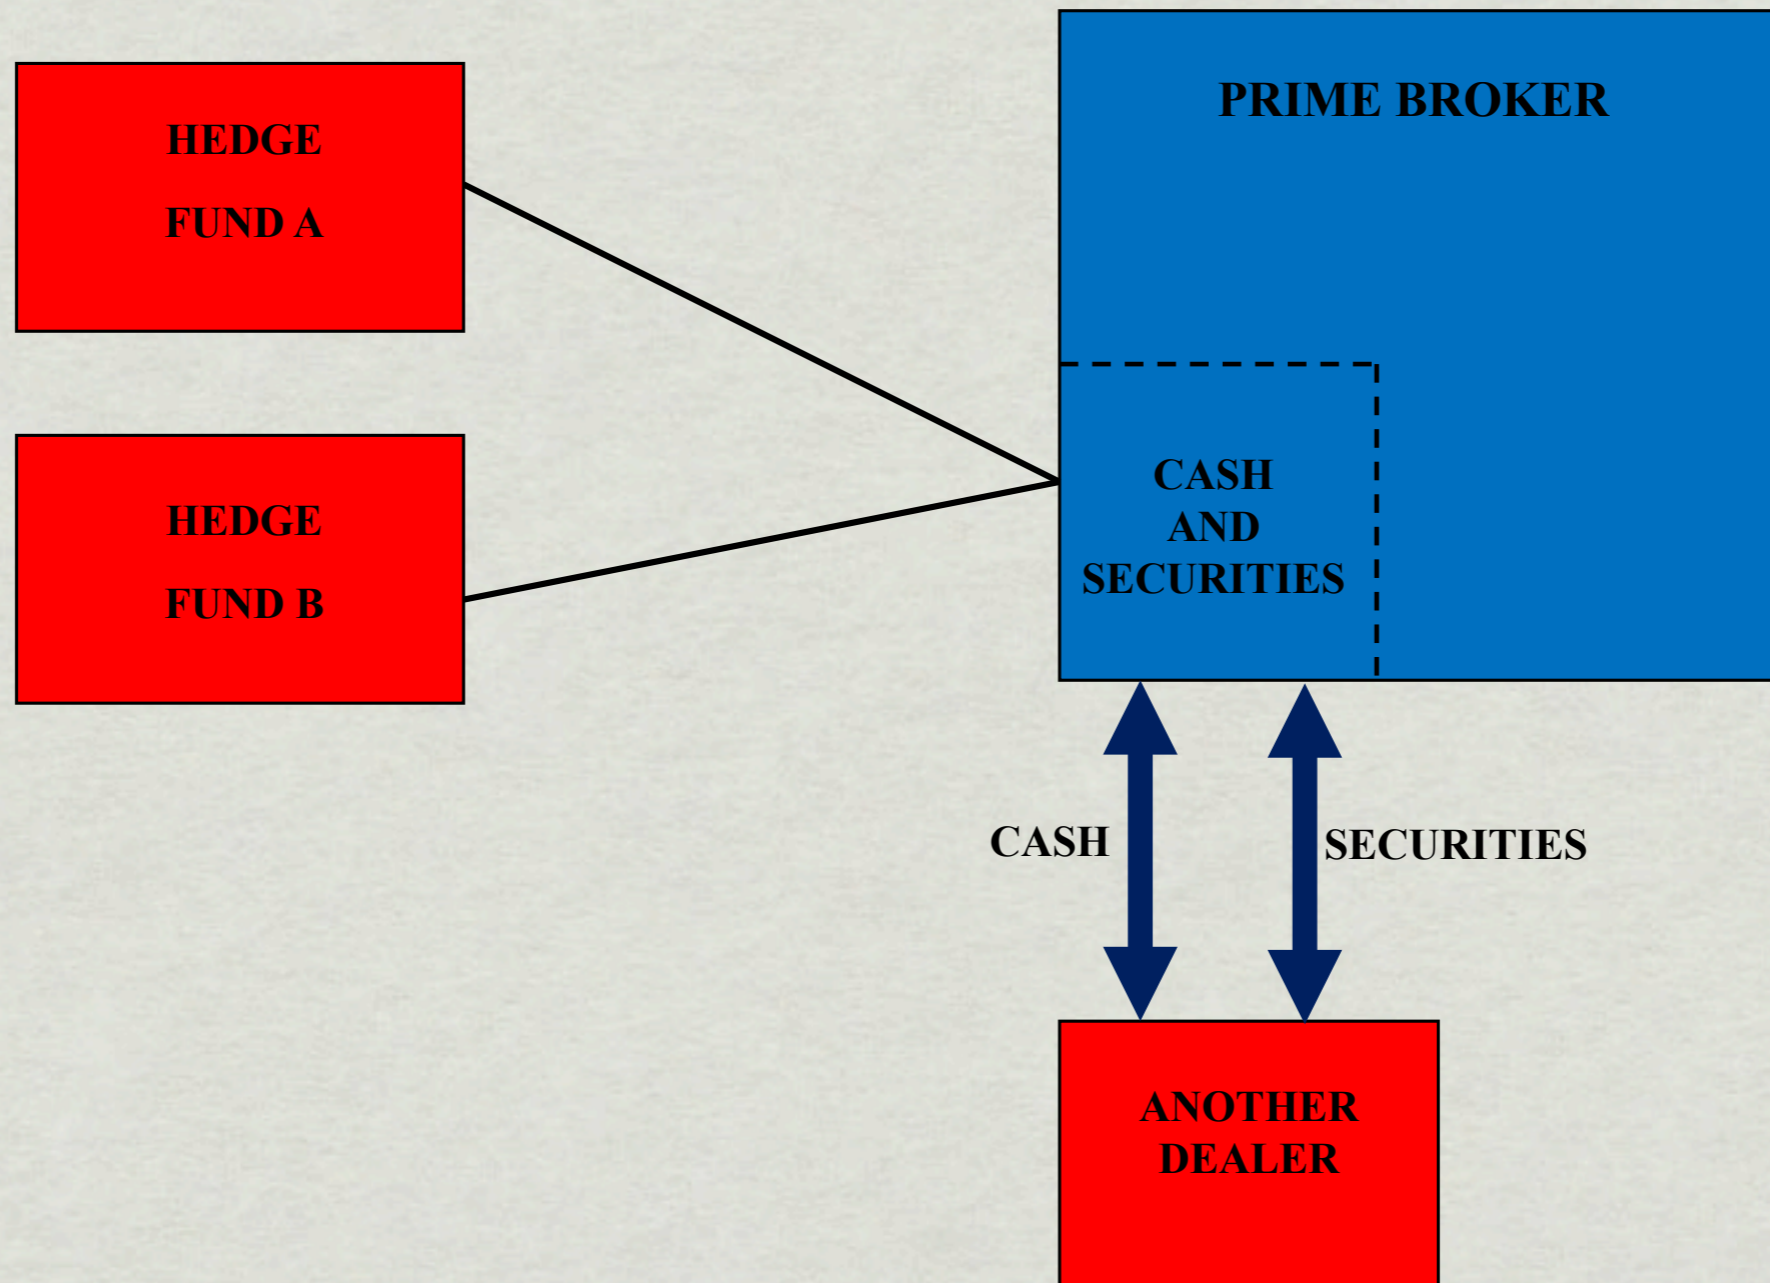 HEDGE
FUND A
PRIME BROKER
HEDGE
FUND B
CASH
AND
SECURITIES
CASH
SECURITIES
ANOTHER
DEALER